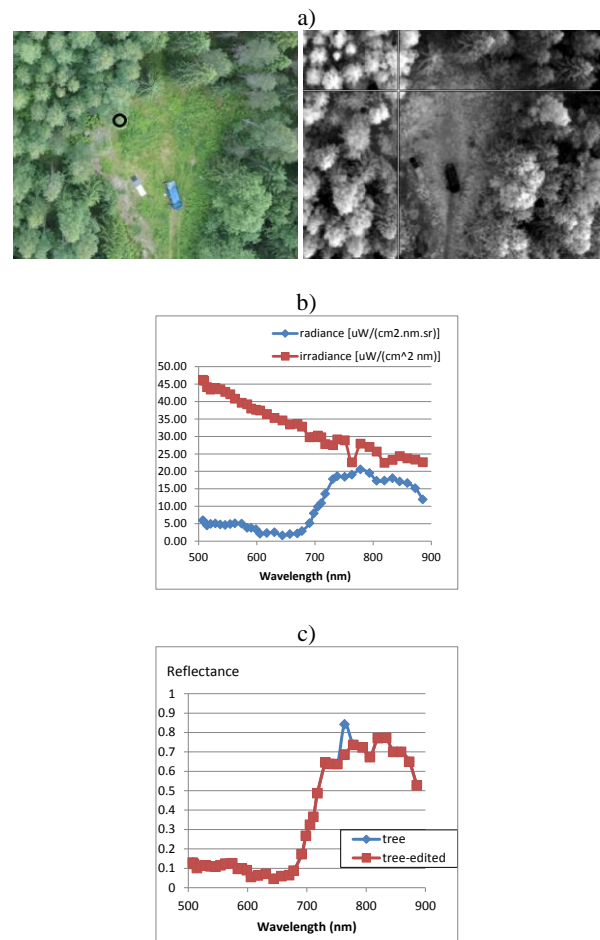 a)
b)
radiance [uW/(cm2.nm.sr)]
irradiance [uW/(cm^2 nm)]
50.00
45.00
40.00
35.00
30.00
25.00
20.00
15.00
10.00
5.00
0.00
500 600 700 800 900
Wavelength (nm)
c)
Reflectance
1
0.9
0.8
0.7
0.6
0.5
0.4
0.3
0.2
0.1
0
tree
tree-edited
500 600 700 800 900
Wavelength (nm)